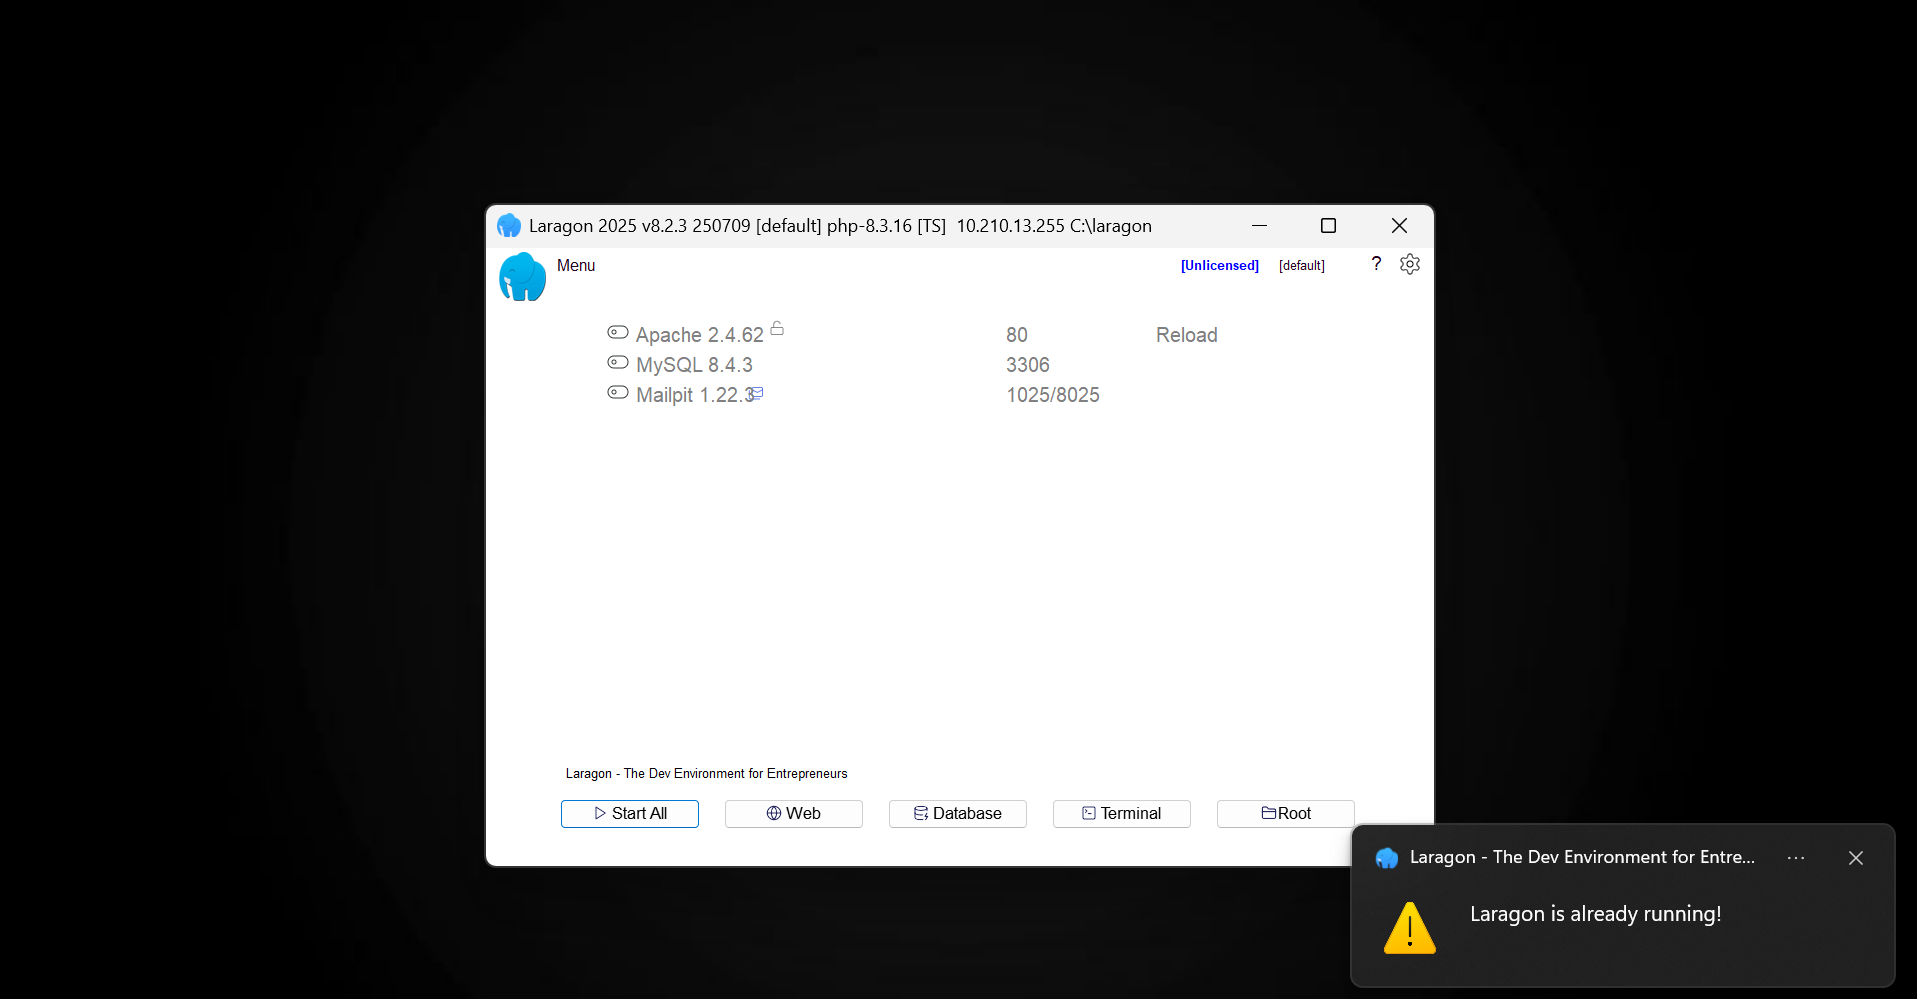 Laragon 2025 v8.2.3 250709 [default] php-8.3.16 [TS]  10.210.13.255 C:\laragon
Menu [Unlicensed] [default] ?
Apache 2.4.62 80 Reload
MySQL 8.4.3 3306
Mailpit 1.22.3 1025/8025
Laragon - The Dev Environment for Entrepreneurs
Start All Web Database Terminal Root
Laragon - The Dev Environment for Entre...
Laragon is already running!